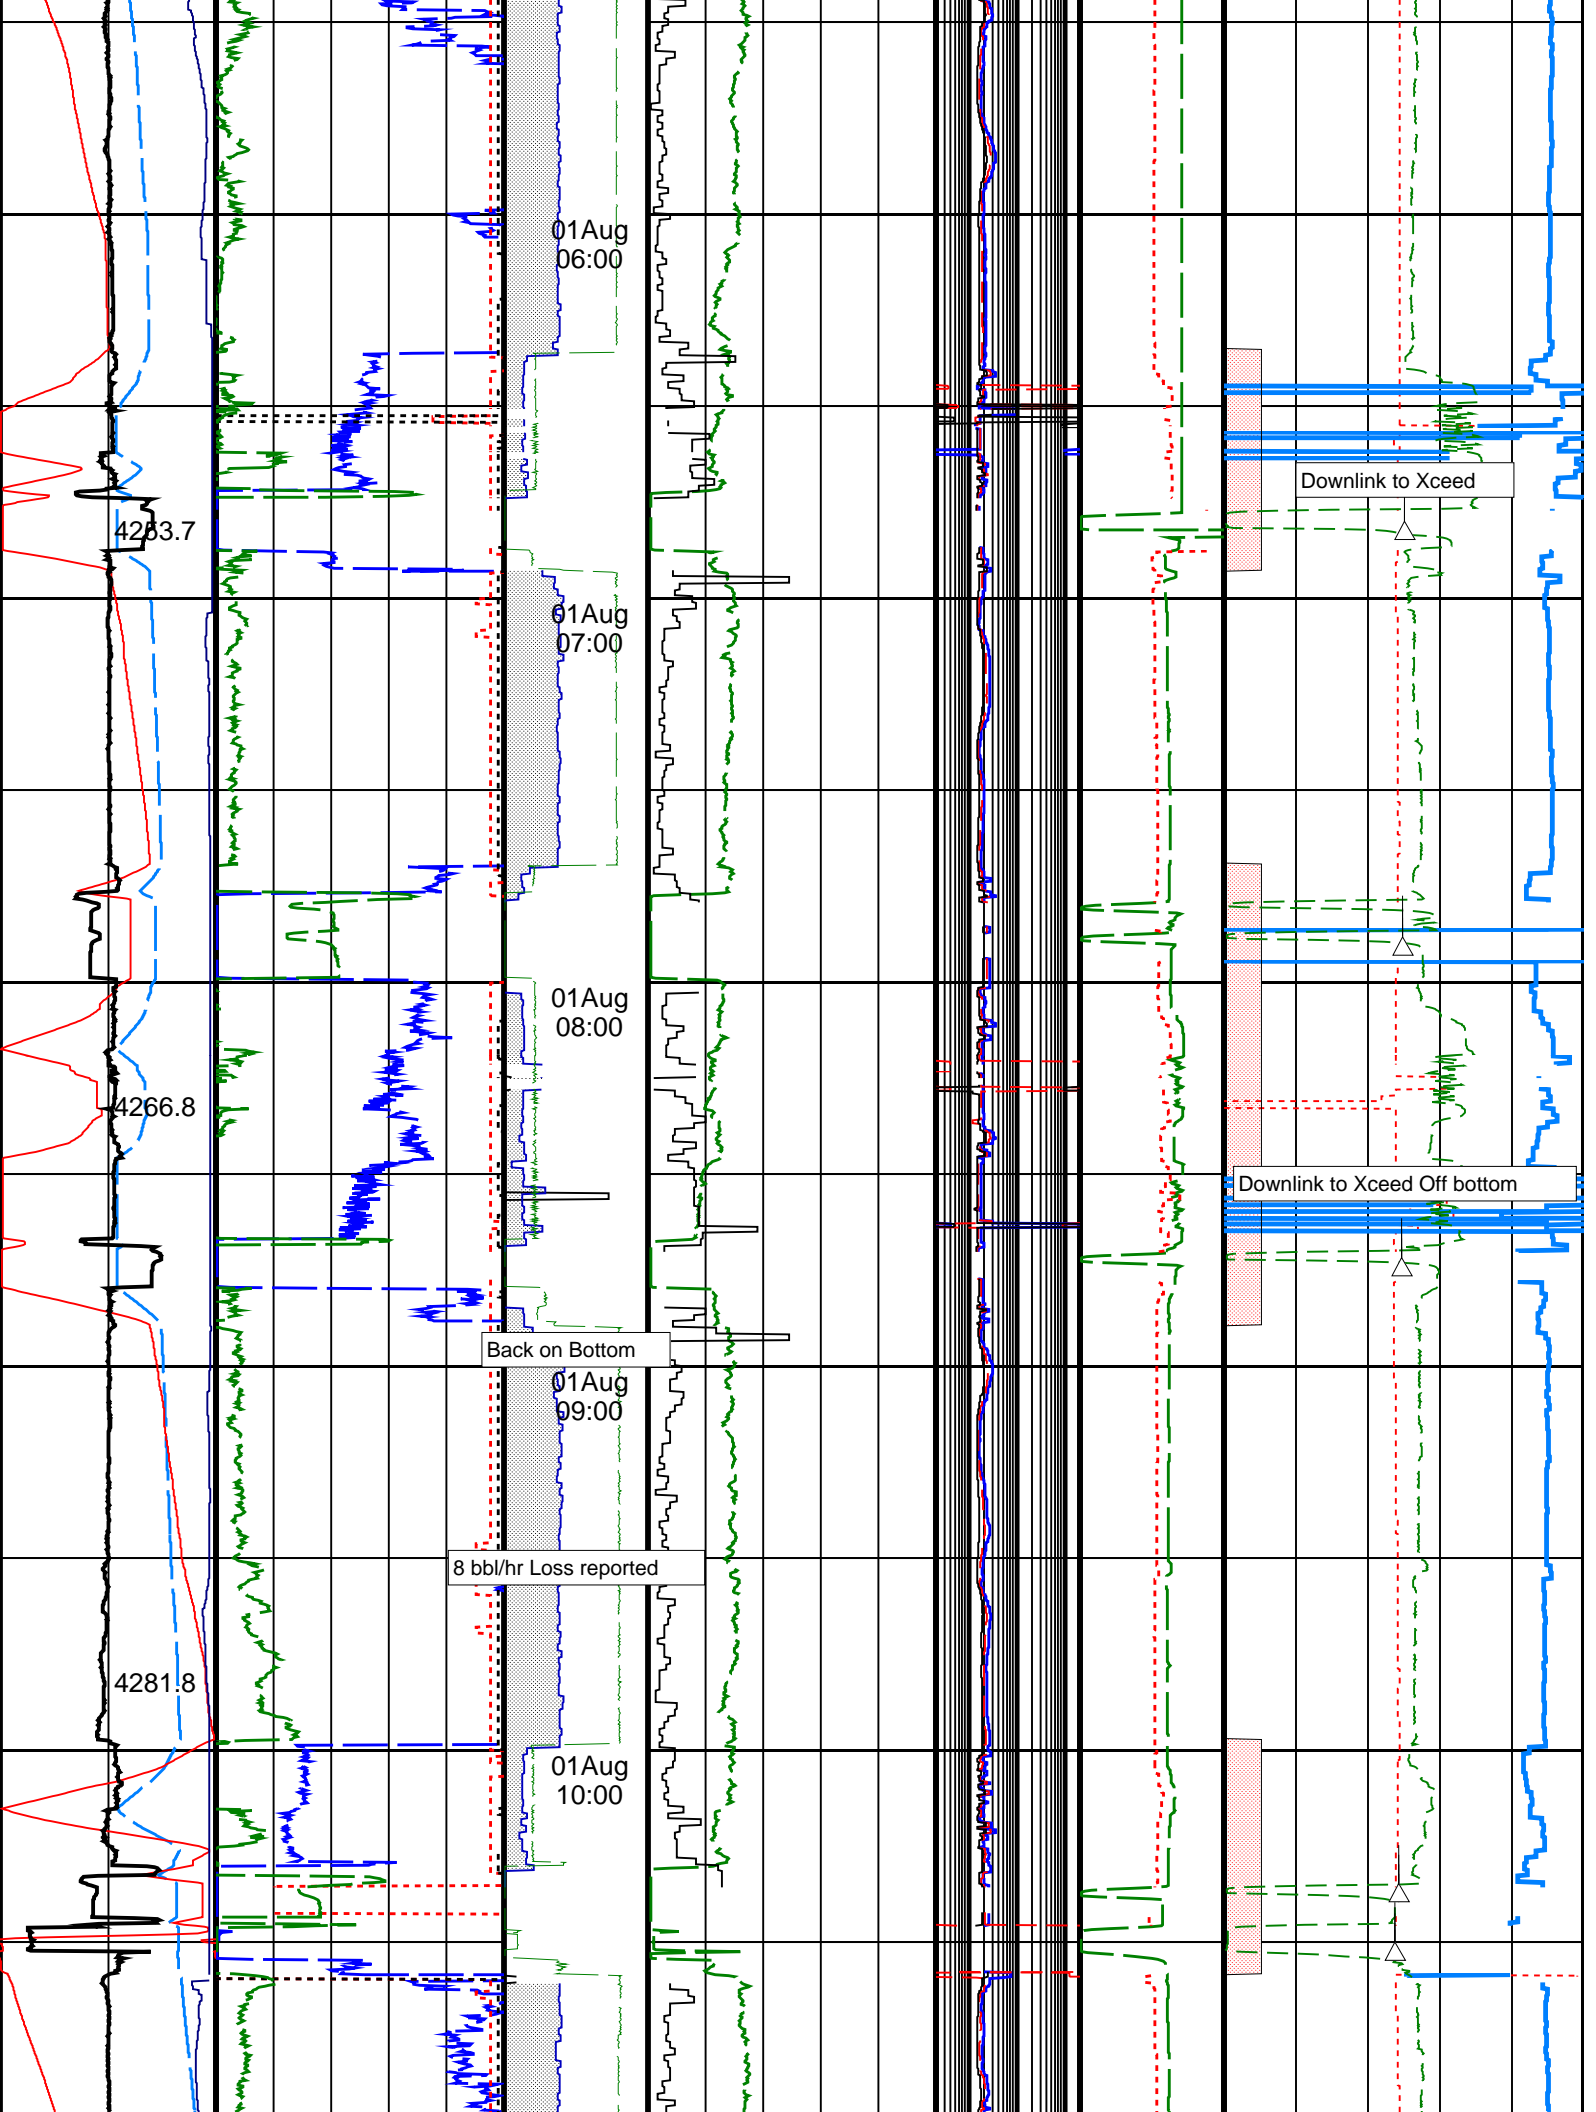 01Aug
06:00
Downlink to Xceed
4253.7
01Aug
07:00
01Aug
08:00
4266.8
Downlink to Xceed Off bottom
Back on Bottom
01Aug
09:00
8 bbl/hr Loss reported
4281.8
01Aug
10:00